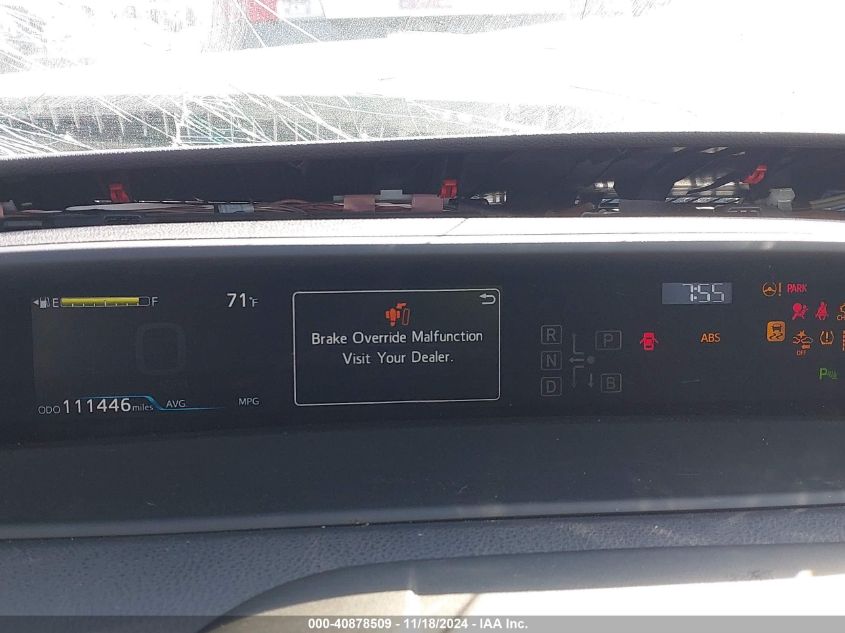 E F
71°F
7:55
PARK
Brake Override Malfunction
Visit Your Dealer.
R
P
N
D
B
ABS
CH
OFF
P
ODO 111446 miles
AVG
MPG
000-40878509 | 11/18/2024 | IAA Inc.